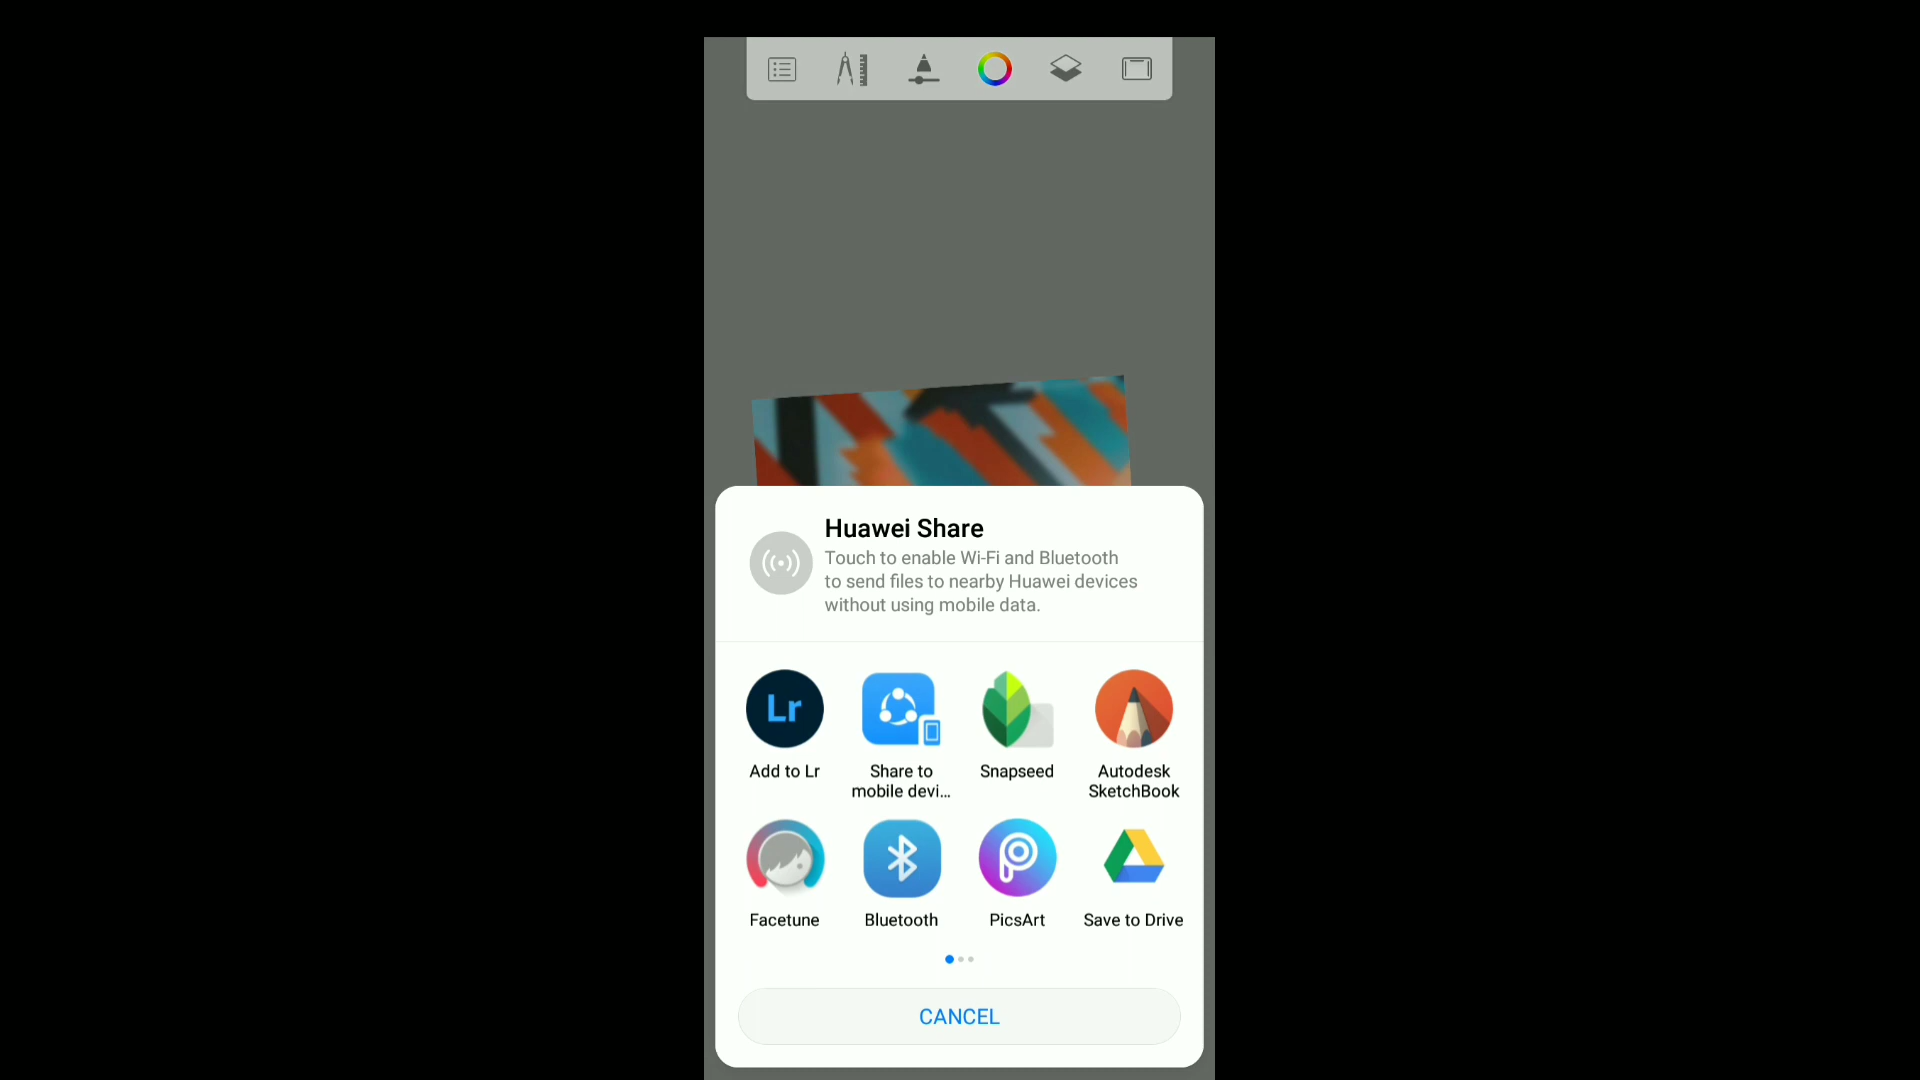 Huawei Share
Touch to enable Wi-Fi and Bluetooth
to send files to nearby Huawei devices
without using mobile data.
Lr
Add to Lr
Share to
mobile devi...
Snapseed
Autodesk
SketchBook
Facetune
Bluetooth
PicsArt
Save to Drive
CANCEL